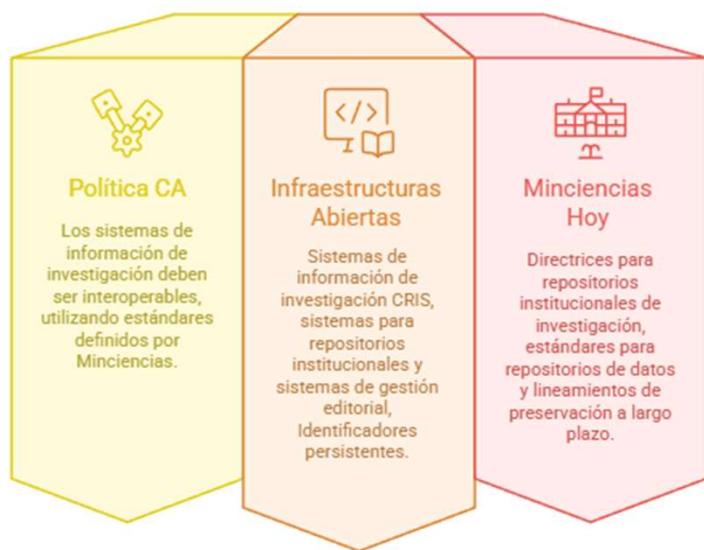 Política CA
Los sistemas de
información de
investigación deben
ser interoperables,
utilizando estándares
definidos por
Minciencias.
Infraestructuras
Abiertas
Sistemas de
información de
investigación CRIS,
sistemas para
repositorios
institucionales y
sistemas de gestión
editorial,
Identificadores
persistentes.
Minciencias
Hoy
Directrices para
repositorios
institucionales de
investigación,
estándares para
repositorios de datos
y lineamientos de
preservación a largo
plazo.